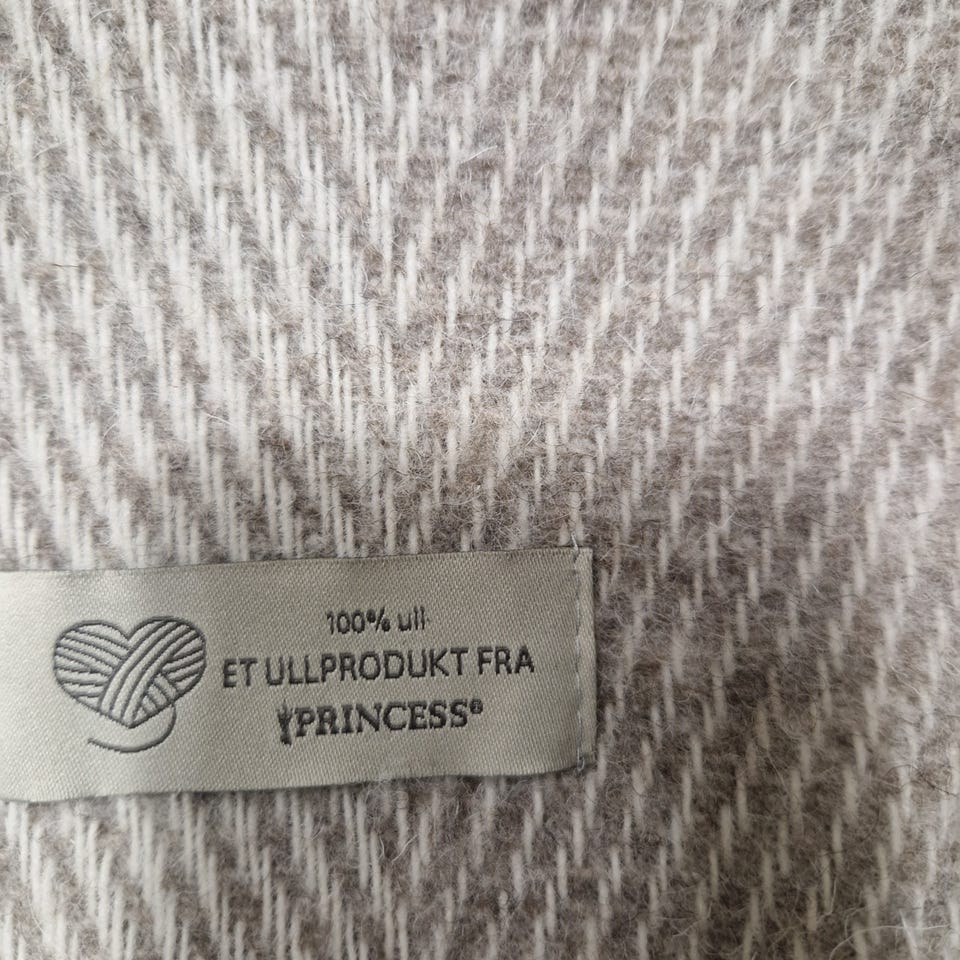 100% ull
ET ULLPRODUKT FRA
PRINCESS®